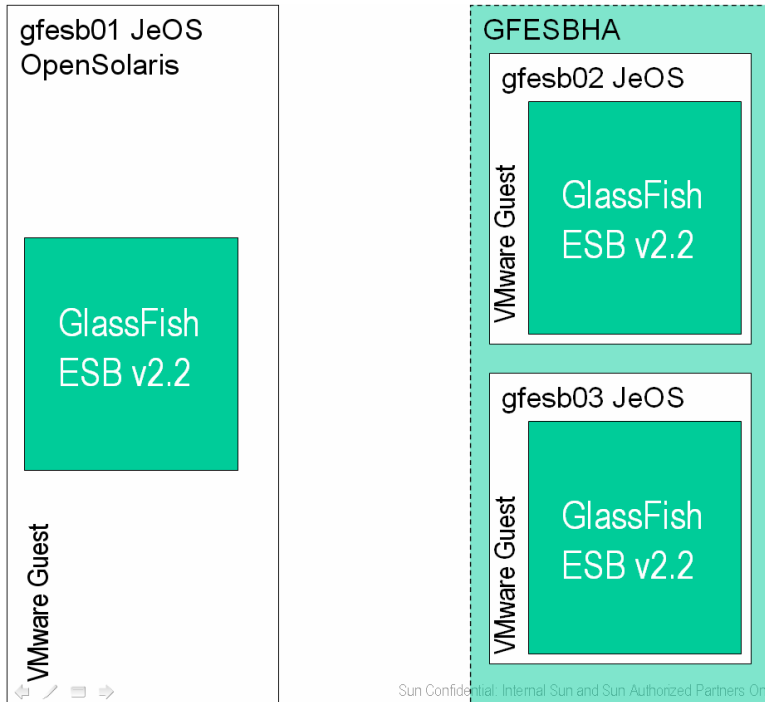 gfesb01 JeOS
OpenSolaris
GlassFish
ESB v2.2
VMware Guest
GFESBHA
gfesb02 JeOS
VMware Guest
GlassFish
ESB v2.2
gfesb03 JeOS
VMware Guest
GlassFish
ESB v2.2
Sun Confidential: Internal Sun and Sun Authorized Partners On